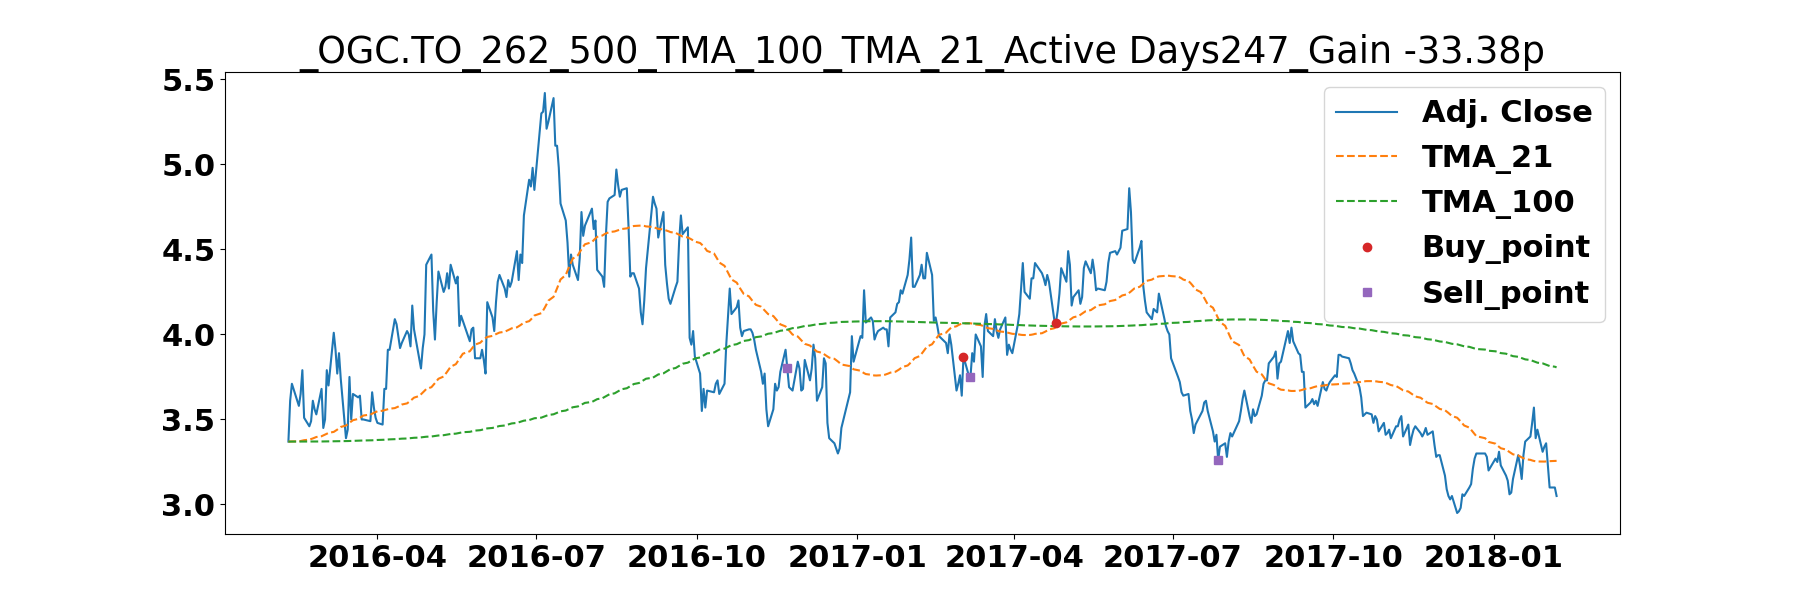 _OGC.TO_262_500_TMA_100_TMA_21_Active Days247_Gain -33.38p
5.5
5.0
4.5
4.0
3.5
3.0
Adj. Close
TMA_21
TMA_100
Buy_point
Sell_point
2016-04 2016-07 2016-10 2017-01 2017-04 2017-07 2017-10 2018-01